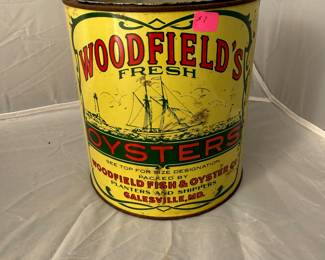 WOODFIELD'S
FRESH
OYSTERS
SEE TOP FOR SIZE DESIGNATION
PACKED BY
WOODFIELD FISH & OYSTER CO.
PLANTERS AND SHIPPERS
GALESVILLE, MD.